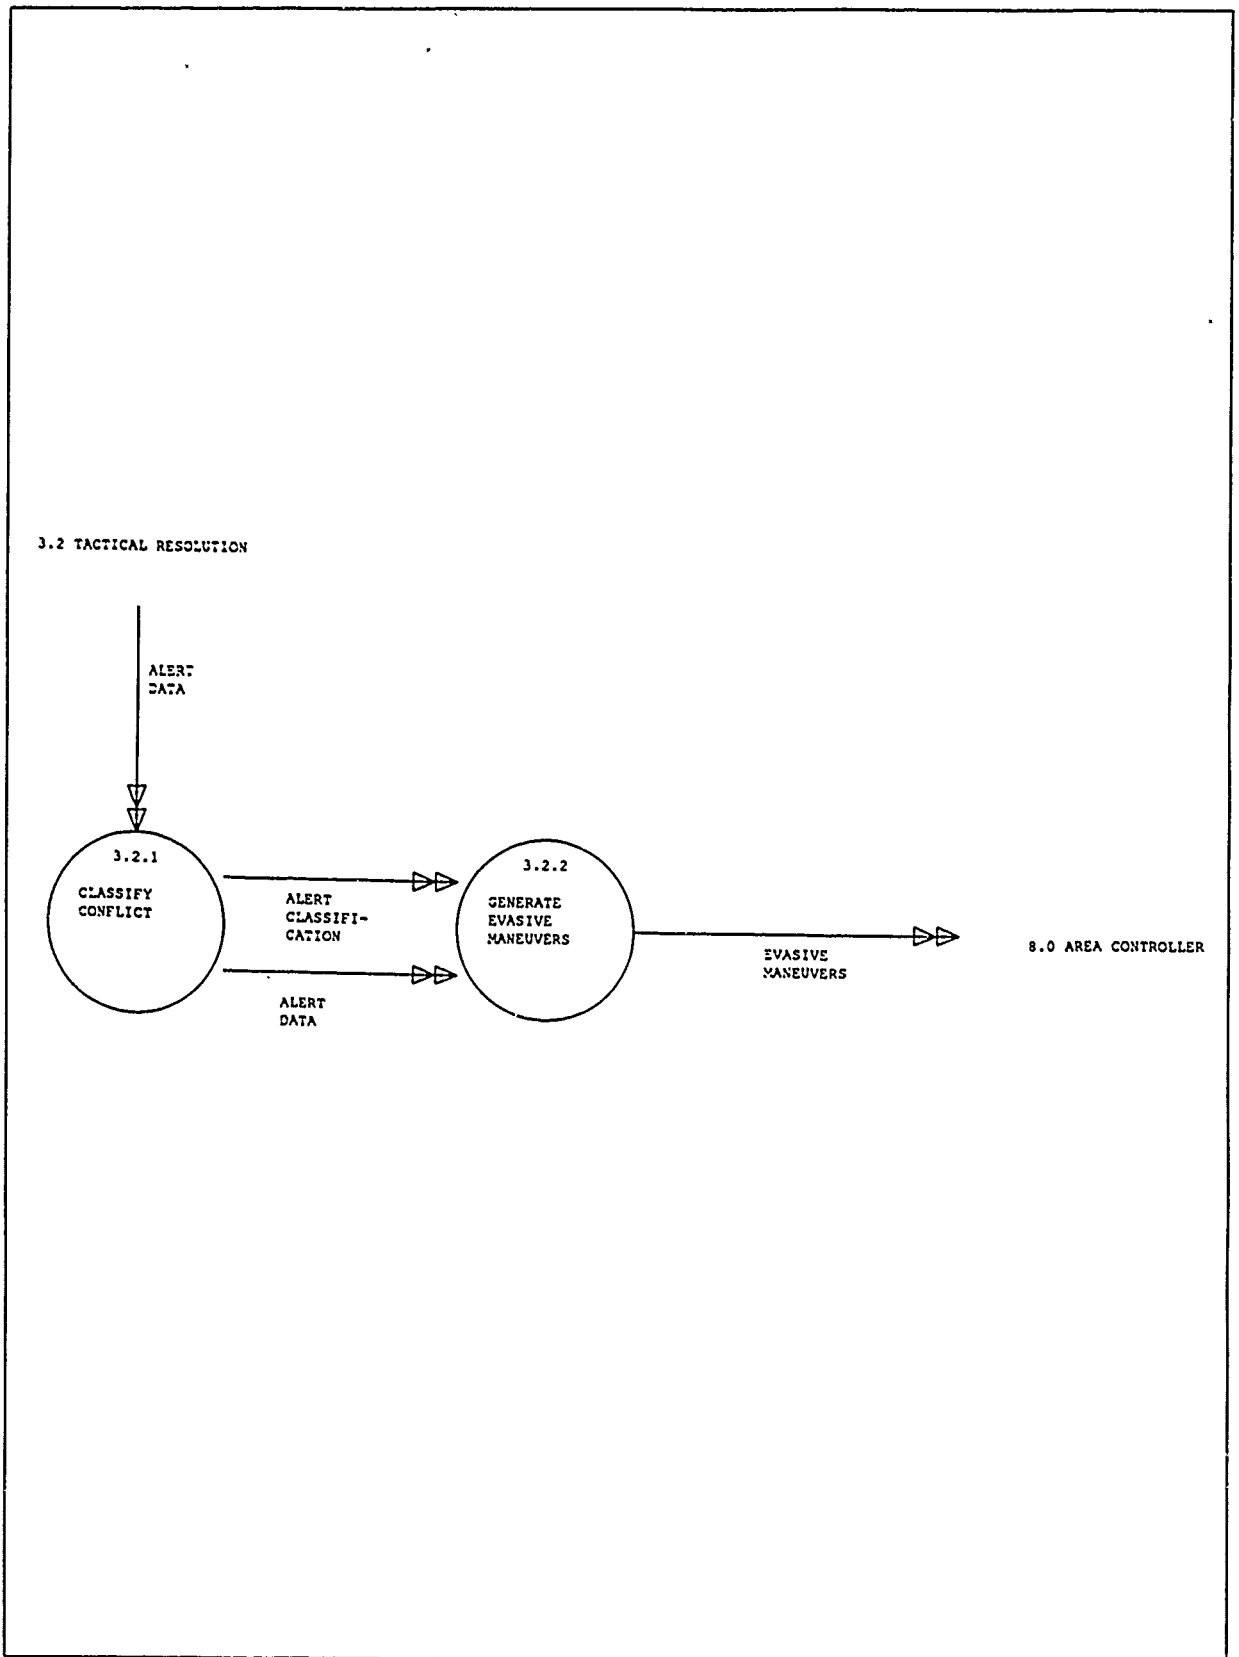 3.2 TACTICAL RESOLUTION
ALERT
DATA
3.2.1
CLASSIFY
CONFLICT
ALERT
CLASSIFI-
CATION
ALERT
DATA
3.2.2
GENERATE
EVASIVE
MANEUVERS
EVASIVE
MANEUVERS
8.0 AREA CONTROLLER